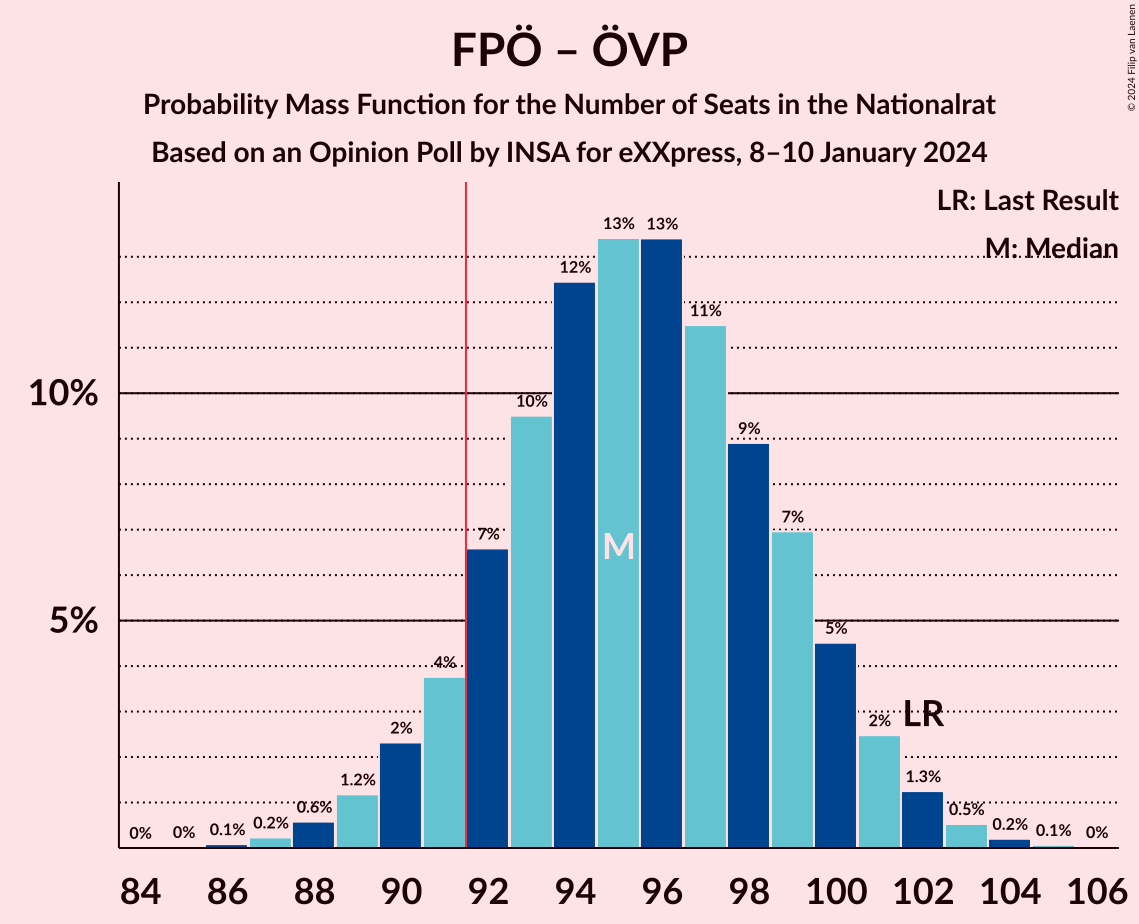 FPÖ – ÖVP
Probability Mass Function for the Number of Seats in the Nationalrat
Based on an Opinion Poll by INSA for eXXpress, 8–10 January 2024
© 2024 Filip van Laenen
LR: Last Result
M: Median
13% 13%
12%
11%
10%
10%
9%
7%
7%
M
5%
5%
4%
LR
2%
2%
1.2%
1.3%
0.6%
0.5%
0% 0% 0.1% 0.2%
0.2% 0.1% 0%
84 86 88 90 92 94 96 98 100 102 104 106